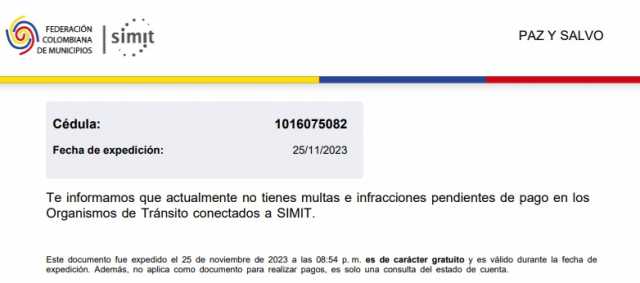 FEDERACIÓN
COLOMBIANA
DE MUNICIPIOS
simit
PAZ Y SALVO
Cédula: 1016075082
Fecha de expedición: 25/11/2023
Te informamos que actualmente no tienes multas e infracciones pendientes de pago en los
Organismos de Tránsito conectados a SIMIT.
Este documento fue expedido el 25 de noviembre de 2023 a las 08:54 p. m. es de carácter gratuito y es válido durante la fecha de
expedición. Además, no aplica como documento para realizar pagos, es solo una consulta del estado de cuenta.